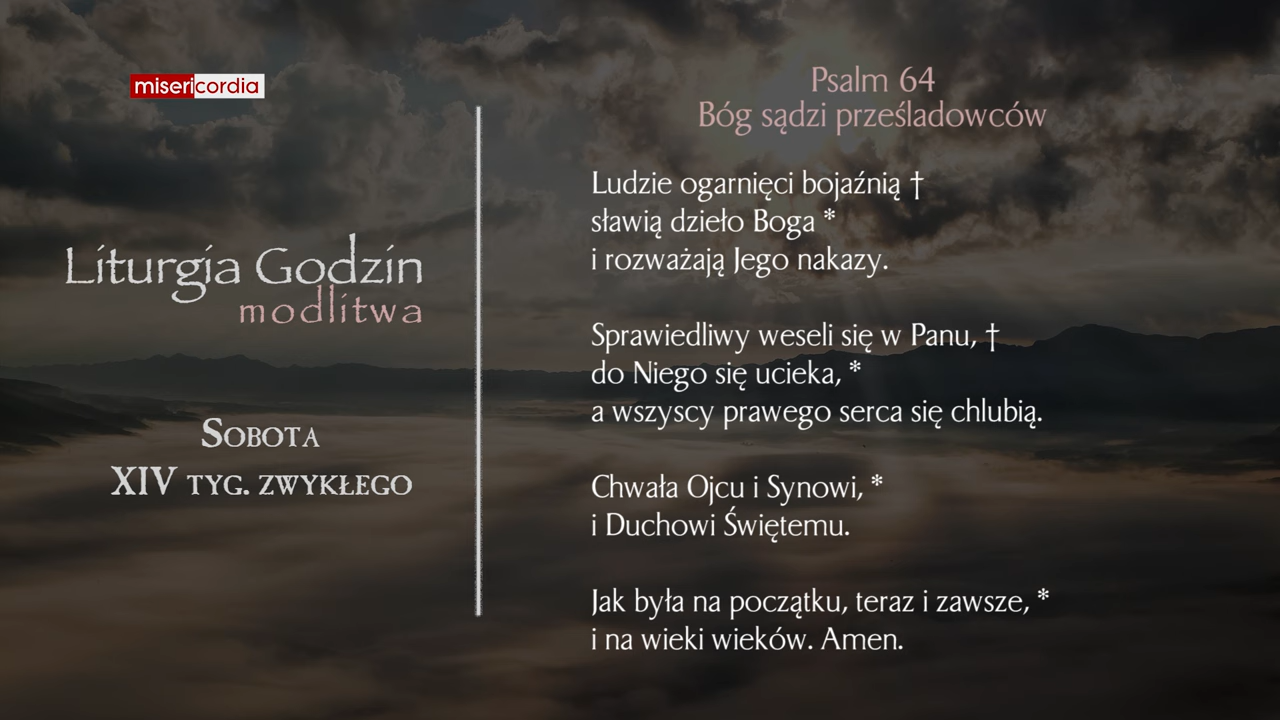 misericordia
Liturgia Godzin
modlitwa
Sobota
XIV tyg. zwykłego
Psalm 64
Bóg sądzi prześladowców
Ludzie ogarnięci bojaźnią †
sławią dzieło Boga *
i rozważają Jego nakazy.
Sprawiedliwy weseli się w Panu, †
do Niego się ucieka, *
a wszyscy prawego serca się chlubią.
Chwała Ojcu i Synowi, *
i Duchowi Świętemu.
Jak była na początku, teraz i zawsze, *
i na wieki wieków. Amen.